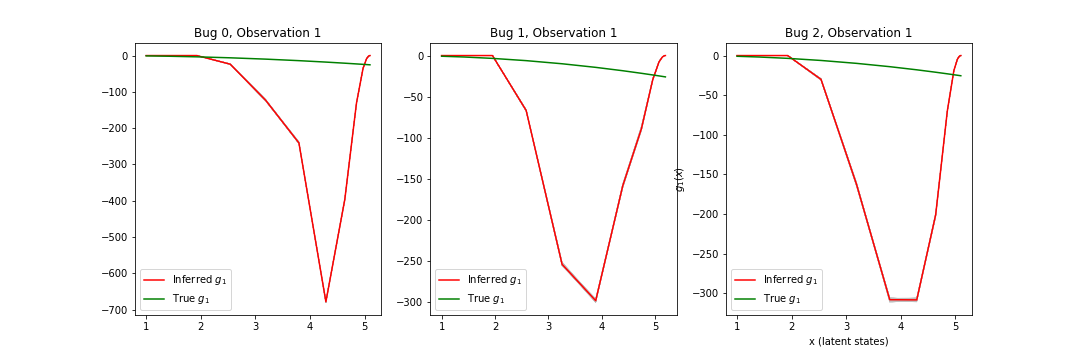 Bug 0, Observation 1
0
−100
−200
−300
−400
−500
−600
−700
1 2 3 4 5
Inferred g₁
True g₁
Bug 1, Observation 1
0
−50
−100
−150
−200
−250
−300
1 2 3 4 5
Inferred g₁
True g₁
Bug 2, Observation 1
g₁(x)
0
−50
−100
−150
−200
−250
−300
1 2 3 4 5
x (latent states)
Inferred g₁
True g₁